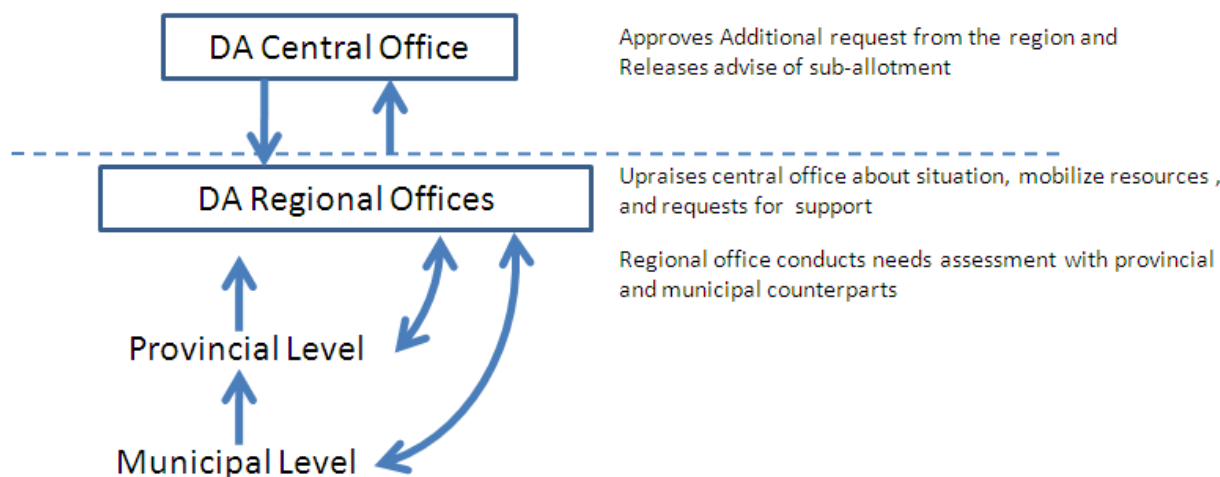 DA Central Office
Approves Additional request from the region and
Releases advise of sub-allotment
DA Regional Offices
Upraises central office about situation, mobilize resources ,
and requests for support
Regional office conducts needs assessment with provincial
and municipal counterparts
Provincial Level
Municipal Level